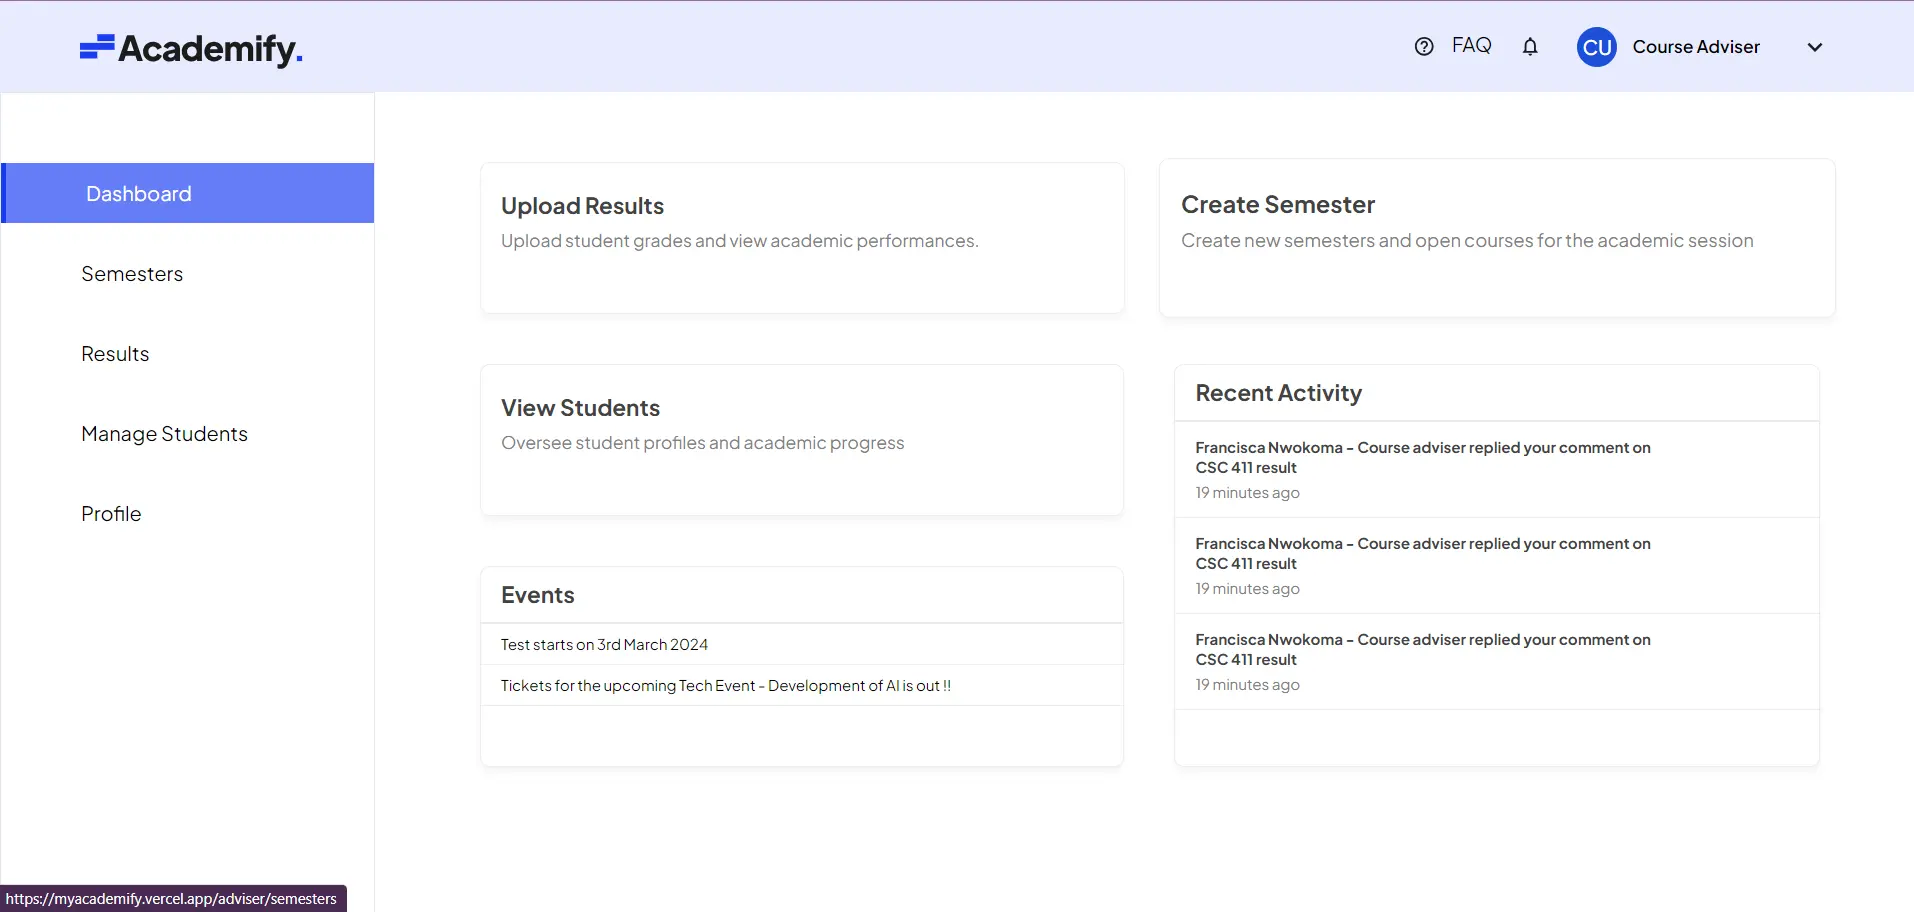 Academify.
FAQ
CU
Course Adviser
Dashboard
Semesters
Results
Manage Students
Profile
Upload Results
Upload student grades and view academic performances.
Create Semester
Create new semesters and open courses for the academic session
View Students
Oversee student profiles and academic progress
Recent Activity
Francisca Nwokoma - Course adviser replied your comment on
CSC 411 result
19 minutes ago
Francisca Nwokoma - Course adviser replied your comment on
CSC 411 result
19 minutes ago
Francisca Nwokoma - Course adviser replied your comment on
CSC 411 result
19 minutes ago
Events
Test starts on 3rd March 2024
Tickets for the upcoming Tech Event - Development of AI is out !!
https://myacademify.vercel.app/adviser/semesters